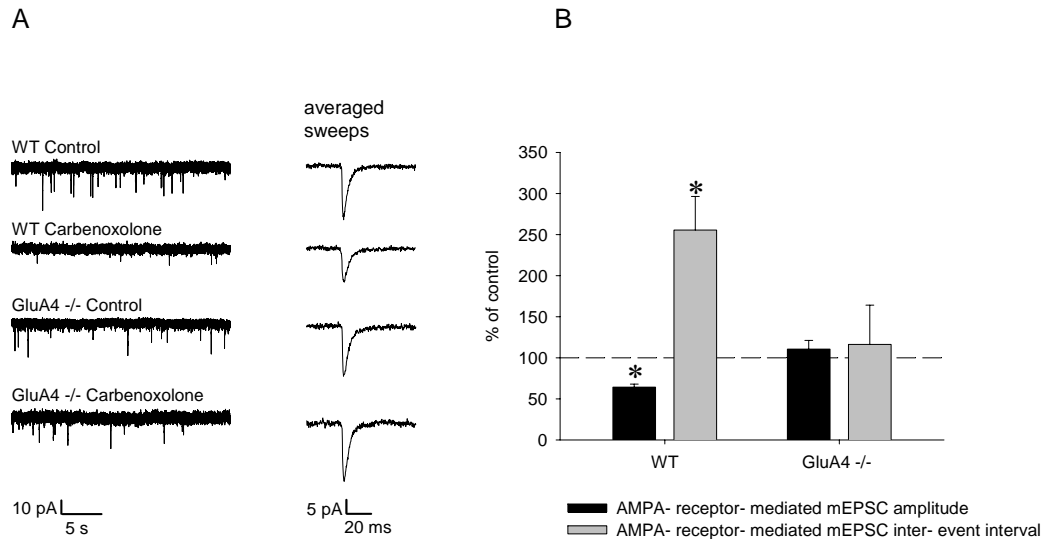 A
B
averaged
sweeps
WT Control
WT Carbenoxolone
GluA4 -/- Control
GluA4 -/- Carbenoxolone
10 pA
5 s
5 pA
20 ms
% of control
350
300
250
200
150
100
50
0
*
*
WT
GluA4 -/-
AMPA- receptor- mediated mEPSC amplitude
AMPA- receptor- mediated mEPSC inter- event interval